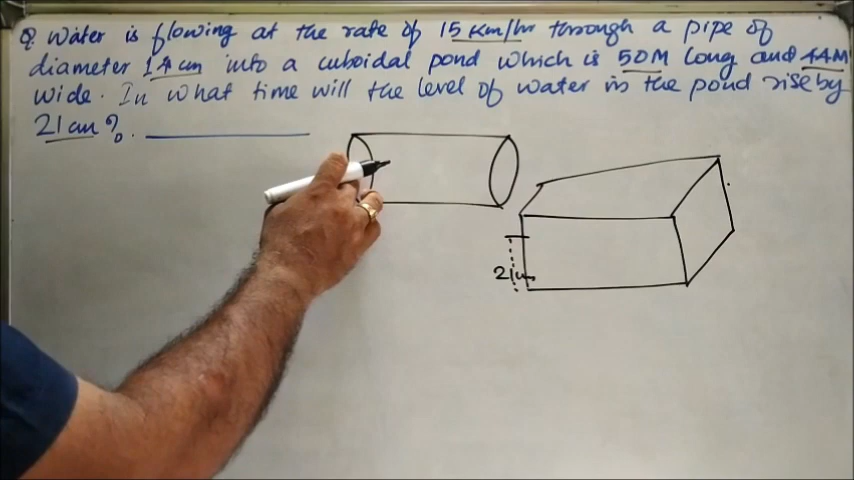 Q. Water is flowing at the rate of 15 Km/hr through a pipe of
diameter 14 cm into a cuboidal pond which is 50M long and 44M
wide. In what time will the level of water in the pond rise by
21 cm?.
21